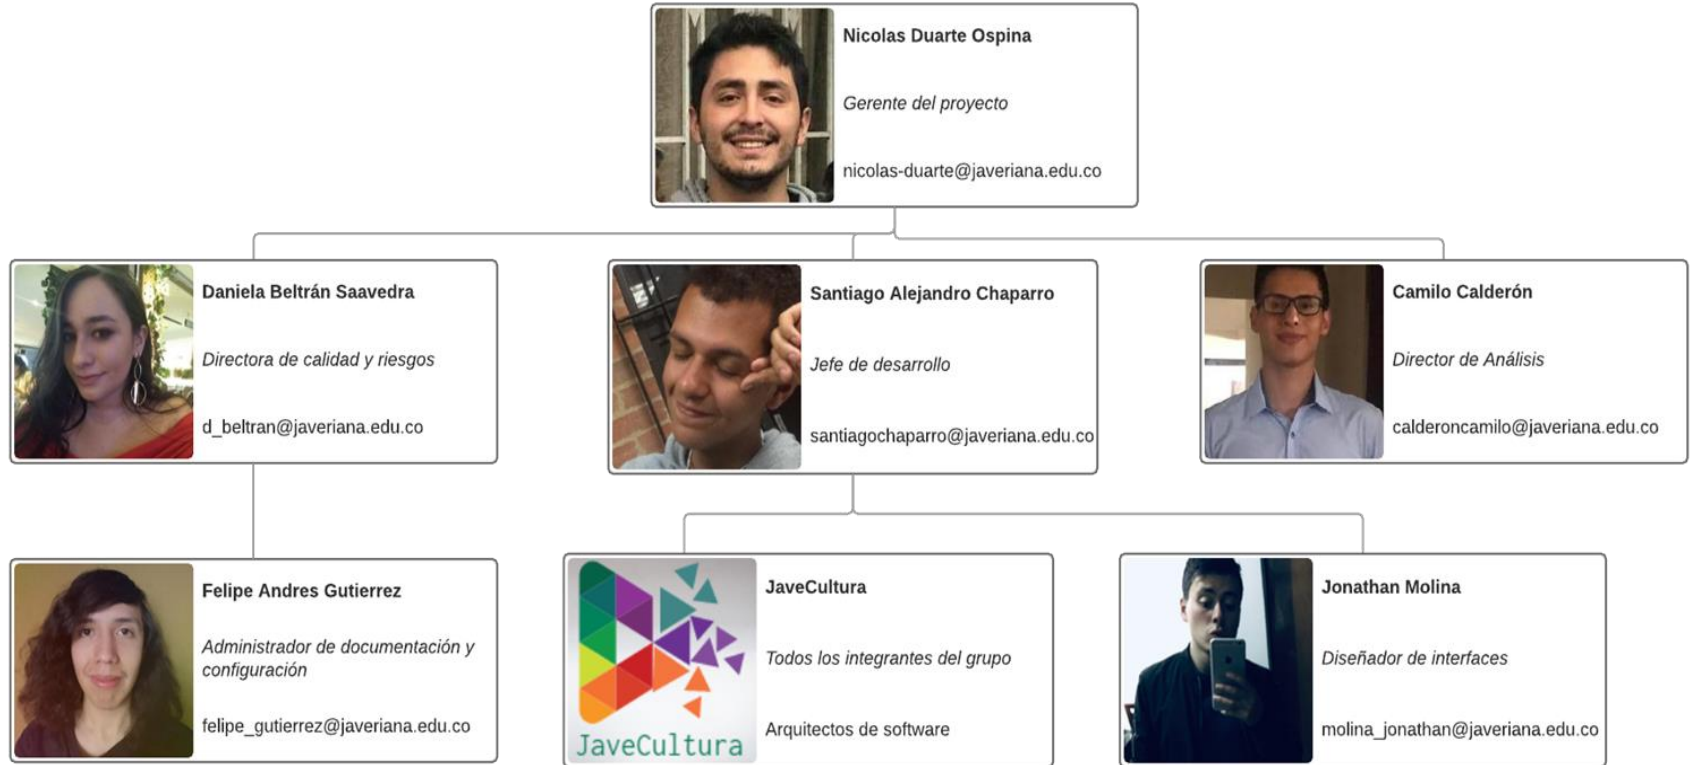 Nicolas Duarte Ospina
Gerente del proyecto
nicolas-duarte@javeriana.edu.co
Daniela Beltrán Saavedra
Directora de calidad y riesgos
d_beltran@javeriana.edu.co
Santiago Alejandro Chaparro
Jefe de desarrollo
santiagochaparro@javeriana.edu.co
Camilo Calderón
Director de Análisis
calderoncamilo@javeriana.edu.co
Felipe Andres Gutierrez
Administrador de documentación y
configuración
felipe_gutierrez@javeriana.edu.co
JaveCultura
JaveCultura
Todos los integrantes del grupo
Arquitectos de software
Jonathan Molina
Diseñador de interfaces
molina_jonathan@javeriana.edu.co